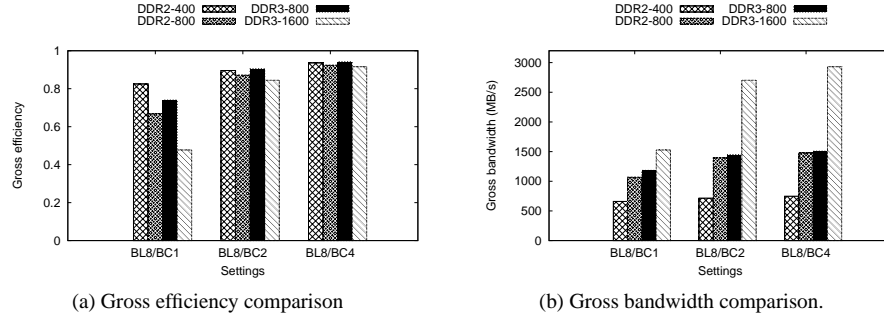 DDR2-400 DDR3-800
DDR2-800 DDR3-1600
1
0.8
0.6
0.4
0.2
0
Gross efficiency
BL8/BC1 BL8/BC2 BL8/BC4
Settings
(a) Gross efficiency comparison
DDR2-400 DDR3-800
DDR2-800 DDR3-1600
3000
2500
2000
1500
1000
500
0
Gross bandwidth (MB/s)
BL8/BC1 BL8/BC2 BL8/BC4
Settings
(b) Gross bandwidth comparison.